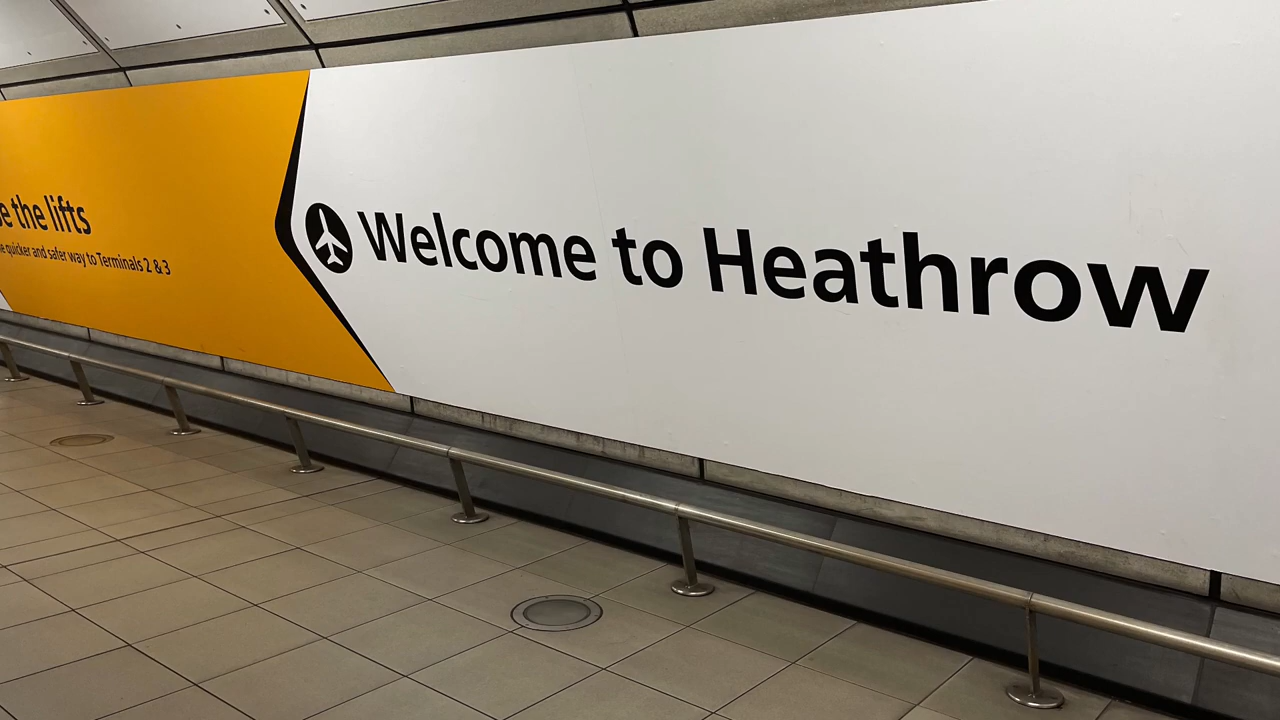 the lifts
quicker and safer way to Terminals 2 & 3
Welcome to Heathrow